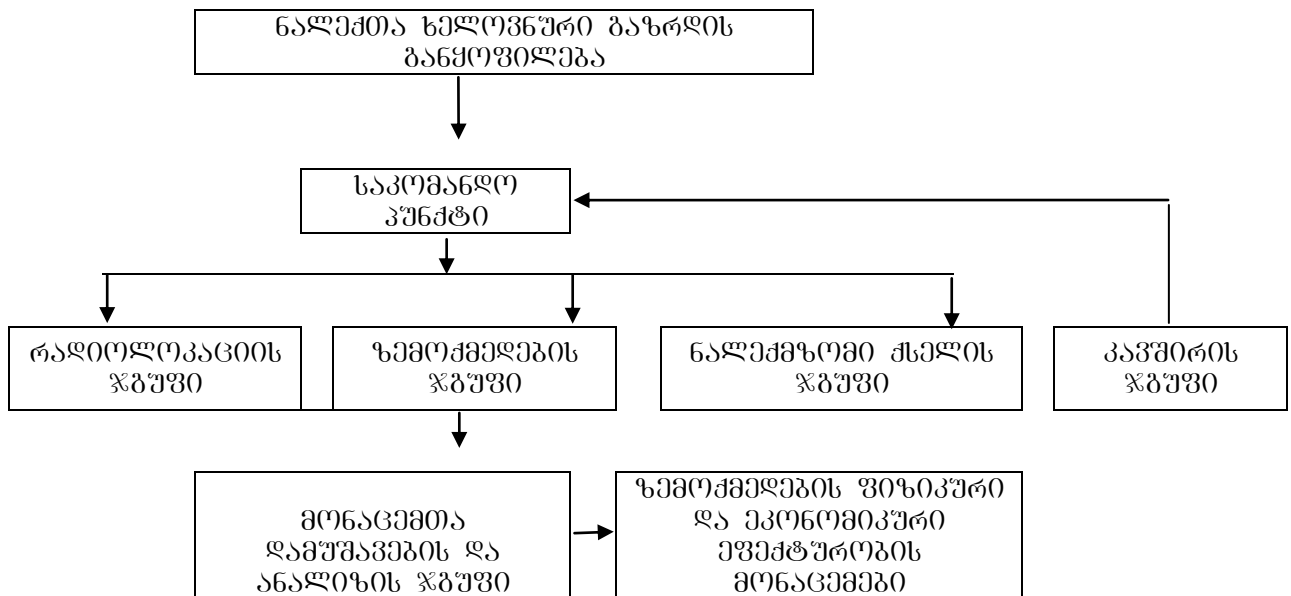 ნალექთა ხელოვნური გაზრდის
განყოფილება
საკომანდო
პუნქტი
რადიოლოკაციის
ჯგუფი
ზემოქმედების
ჯგუფი
ნალექმზომი ქსელის
ჯგუფი
კავშირის
ჯგუფი
მონაცემთა
დამუშავების და
ანალიზის ჯგუფი
ზემოქმედების ფიზიკური
და ეკონომიკური
ეფექტურობის
მონაცემები